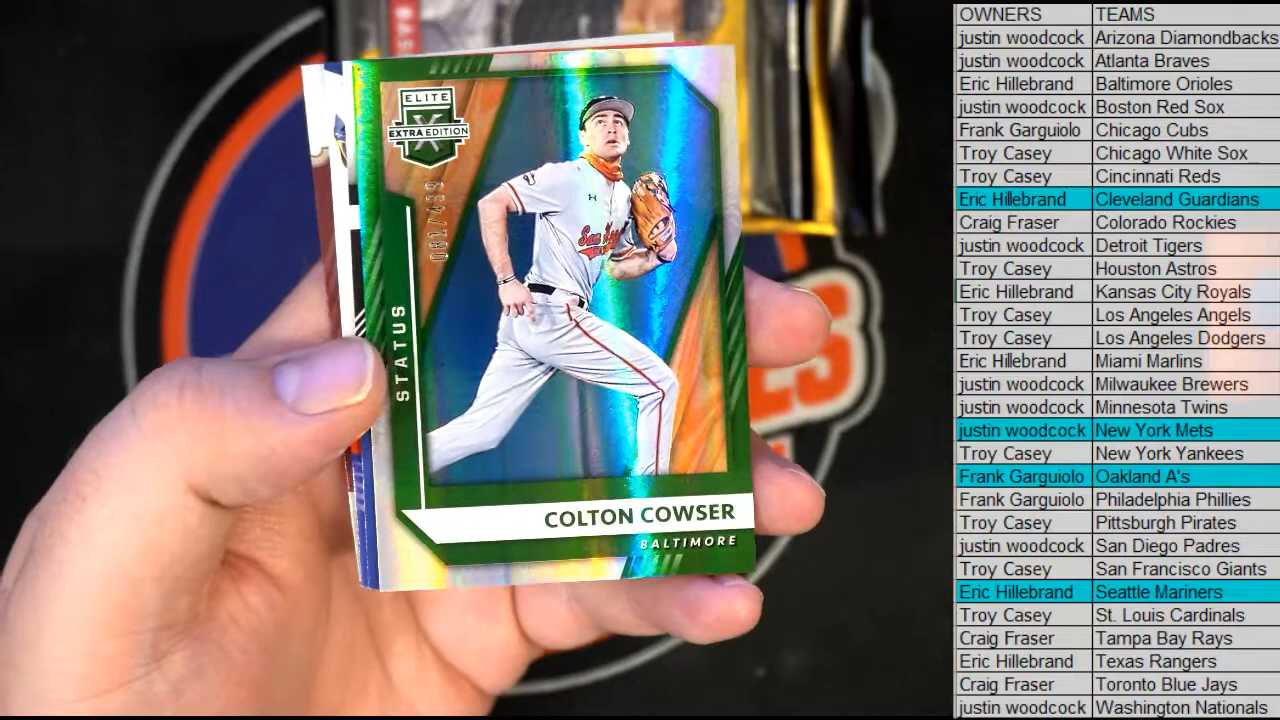 ELITE
X
EXTRA EDITION
STATUS
COLTON COWSER
BALTIMORE
OWNERS TEAMS
justin woodcock Arizona Diamondbacks
justin woodcock Atlanta Braves
Eric Hillebrand Baltimore Orioles
justin woodcock Boston Red Sox
Frank Garguiolo Chicago Cubs
Troy Casey Chicago White Sox
Troy Casey Cincinnati Reds
Eric Hillebrand Cleveland Guardians
Craig Fraser Colorado Rockies
justin woodcock Detroit Tigers
Troy Casey Houston Astros
Eric Hillebrand Kansas City Royals
Troy Casey Los Angeles Angels
Troy Casey Los Angeles Dodgers
Eric Hillebrand Miami Marlins
justin woodcock Milwaukee Brewers
justin woodcock Minnesota Twins
justin woodcock New York Mets
Troy Casey New York Yankees
Frank Garguiolo Oakland A's
Frank Garguiolo Philadelphia Phillies
Troy Casey Pittsburgh Pirates
justin woodcock San Diego Padres
Troy Casey San Francisco Giants
Eric Hillebrand Seattle Mariners
Troy Casey St. Louis Cardinals
Craig Fraser Tampa Bay Rays
Eric Hillebrand Texas Rangers
Craig Fraser Toronto Blue Jays
justin woodcock Washington Nationals